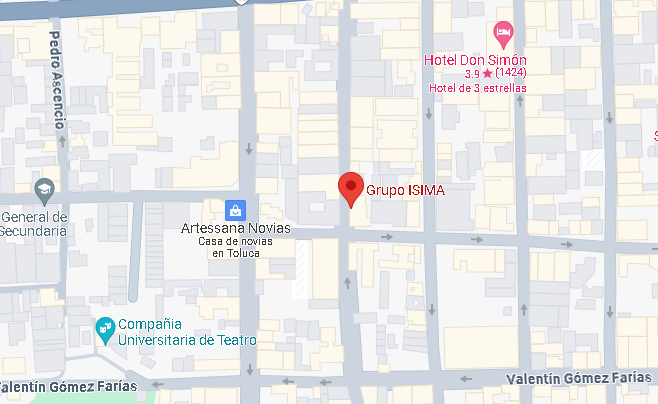 Pedro Ascencio
Hotel Don Simón
3.9 ★ (1424)
Hotel de 3 estrellas
Grupo ISIMA
General de
Secundaria
Artessana Novias
Casa de novias
en Toluca
Compañia
Universitaria de Teatro
Valentín Gómez Farías
Valentín Gómez Farías